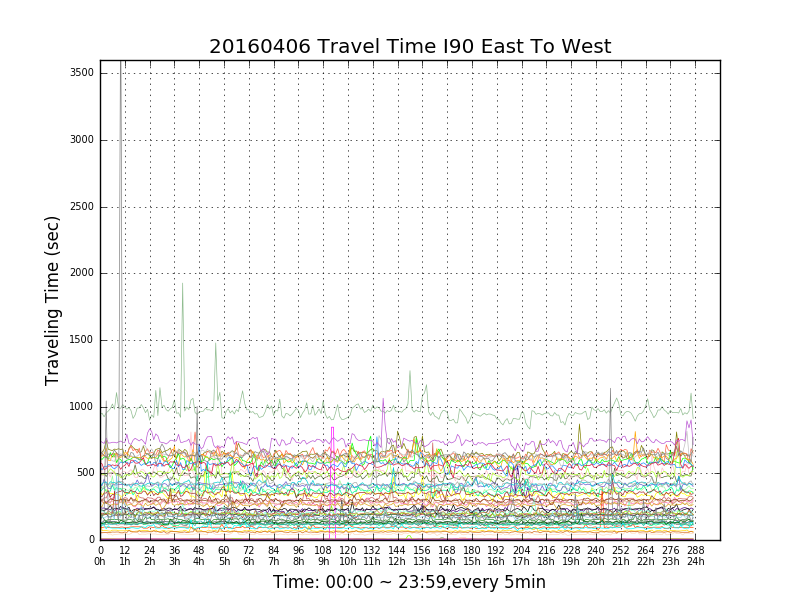 20160406 Travel Time I90 East To West
3500
3000
2500
2000
1500
1000
500
0
Traveling Time (sec)
0 12 24 36 48 60 72 84 96 108 120 132 144 156 168 180 192 204 216 228 240 252 264 276 288
0h 1h 2h 3h 4h 5h 6h 7h 8h 9h 10h 11h 12h 13h 14h 15h 16h 17h 18h 19h 20h 21h 22h 23h 24h
Time: 00:00 ~ 23:59,every 5min